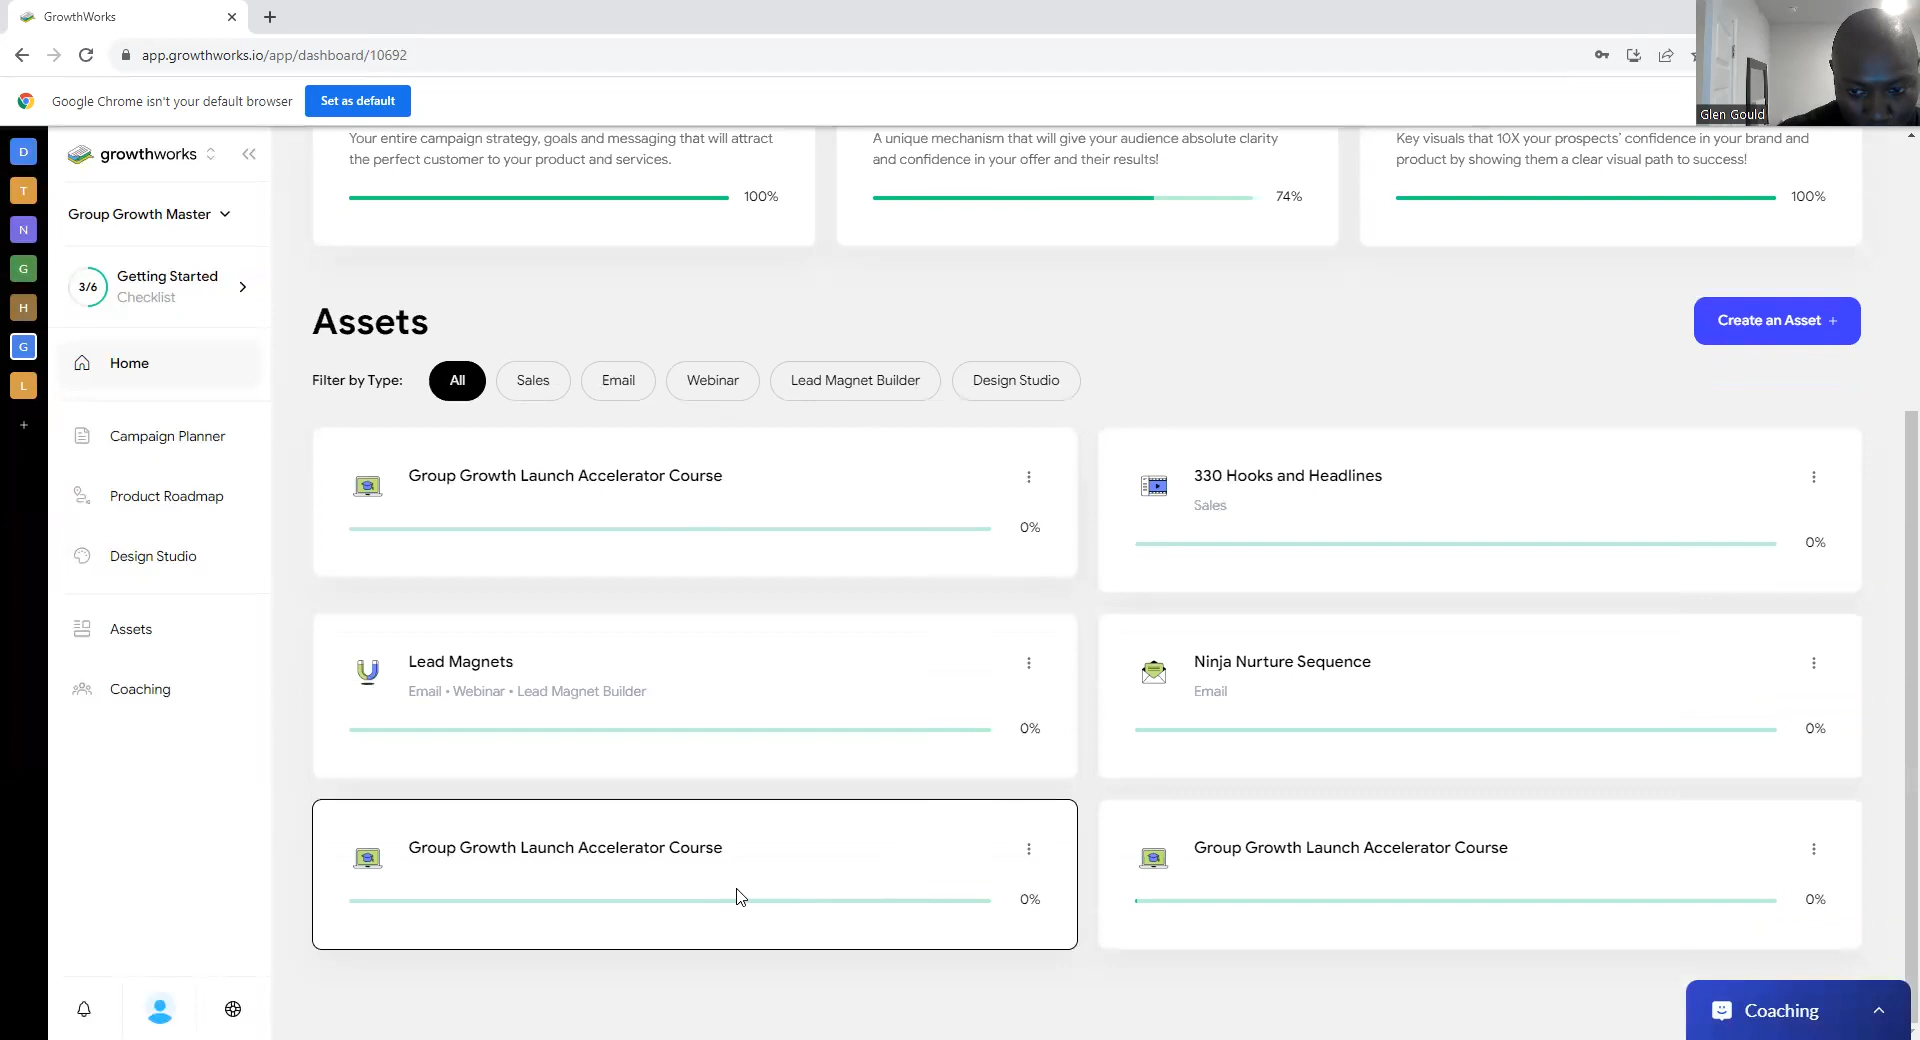 GrowthWorks
app.growthworks.io/app/dashboard/10692
Google Chrome isn't your default browser
Set as default
Glen Gould
D
T
N
G
H
G
L
growthworks
Group Growth Master
3/6
Getting Started
Checklist
Home
Campaign Planner
Product Roadmap
Design Studio
Assets
Coaching
Your entire campaign strategy, goals and messaging that will attract
the perfect customer to your product and services.
100%
A unique mechanism that will give your audience absolute clarity
and confidence in your offer and their results!
74%
Key visuals that 10X your prospects' confidence in your brand and
product by showing them a clear visual path to success!
100%
Assets
Create an Asset +
Filter by Type:
All
Sales
Email
Webinar
Lead Magnet Builder
Design Studio
Group Growth Launch Accelerator Course
0%
330 Hooks and Headlines
Sales
0%
Lead Magnets
Email • Webinar • Lead Magnet Builder
0%
Ninja Nurture Sequence
Email
0%
Group Growth Launch Accelerator Course
0%
Group Growth Launch Accelerator Course
0%
Coaching